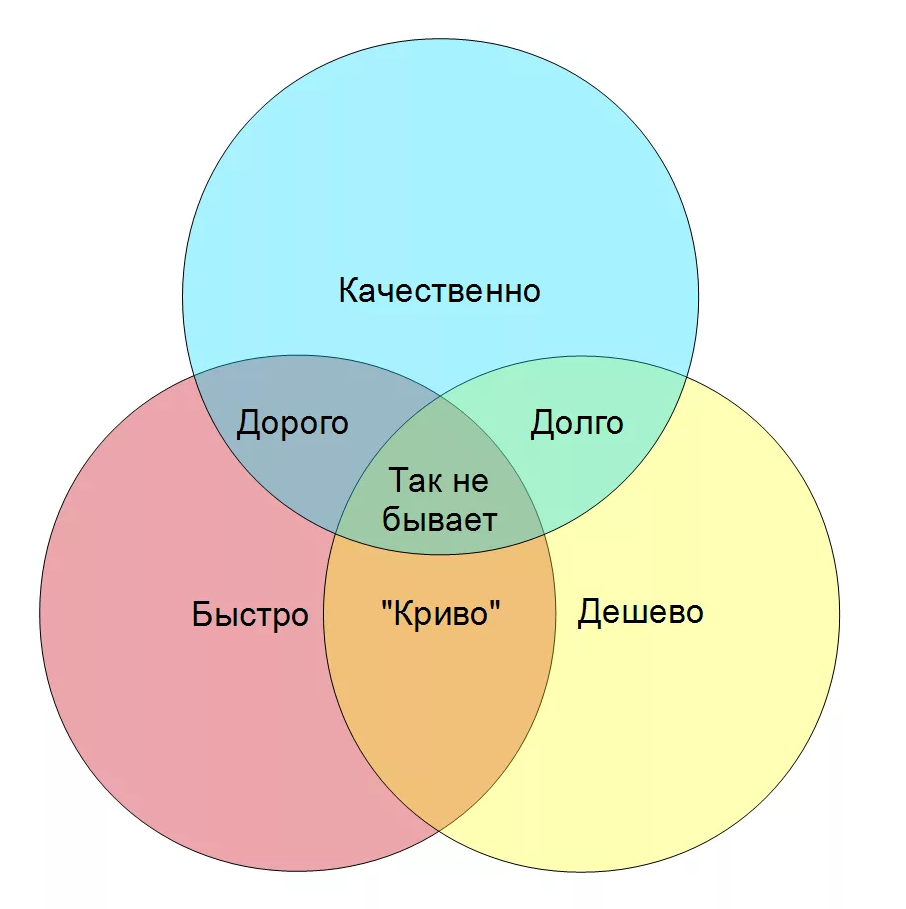 Качественно
Дорого
Долго
Так не
бывает
Быстро
"Криво"
Дешево